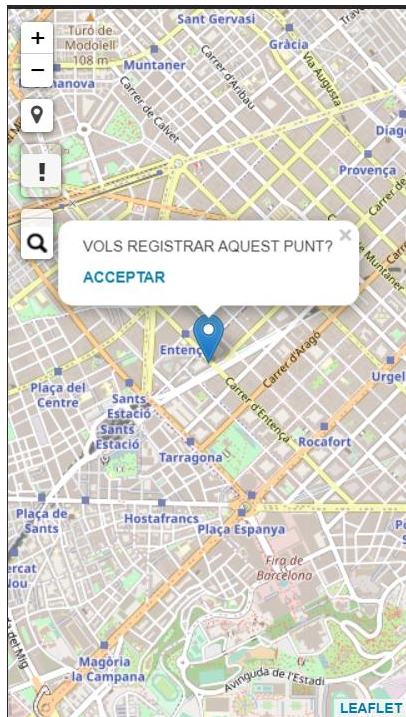 Sant Gervasi
Turó de
Modolell
108 m
Gràcia
Muntaner
Via Augusta
Carrer d'Aribau
Carrer de Calvet
Provença
VOLS REGISTRAR AQUEST PUNT?
×
ACCEPTAR
de Muntaner
Carrer d'Aragó
Plaça del
Centre
Urgel
Sants
Estació
Sants
Estació
Carrer d'Entença
Rocafort
Tarragona
Plaça de
Sants
Hostafrancs
Plaça Espanya
Fira de
Barcelona
Magòria
la Campana
Avinguda de l'Estadi
LEAFLET
+
−
!